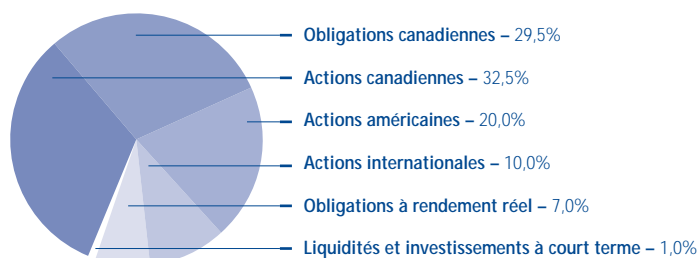 Obligations canadiennes – 29,5%
Actions canadiennes – 32,5%
Actions américaines – 20,0%
Actions internationales – 10,0%
Obligations à rendement réel – 7,0%
Liquidités et investissements à court terme – 1,0%